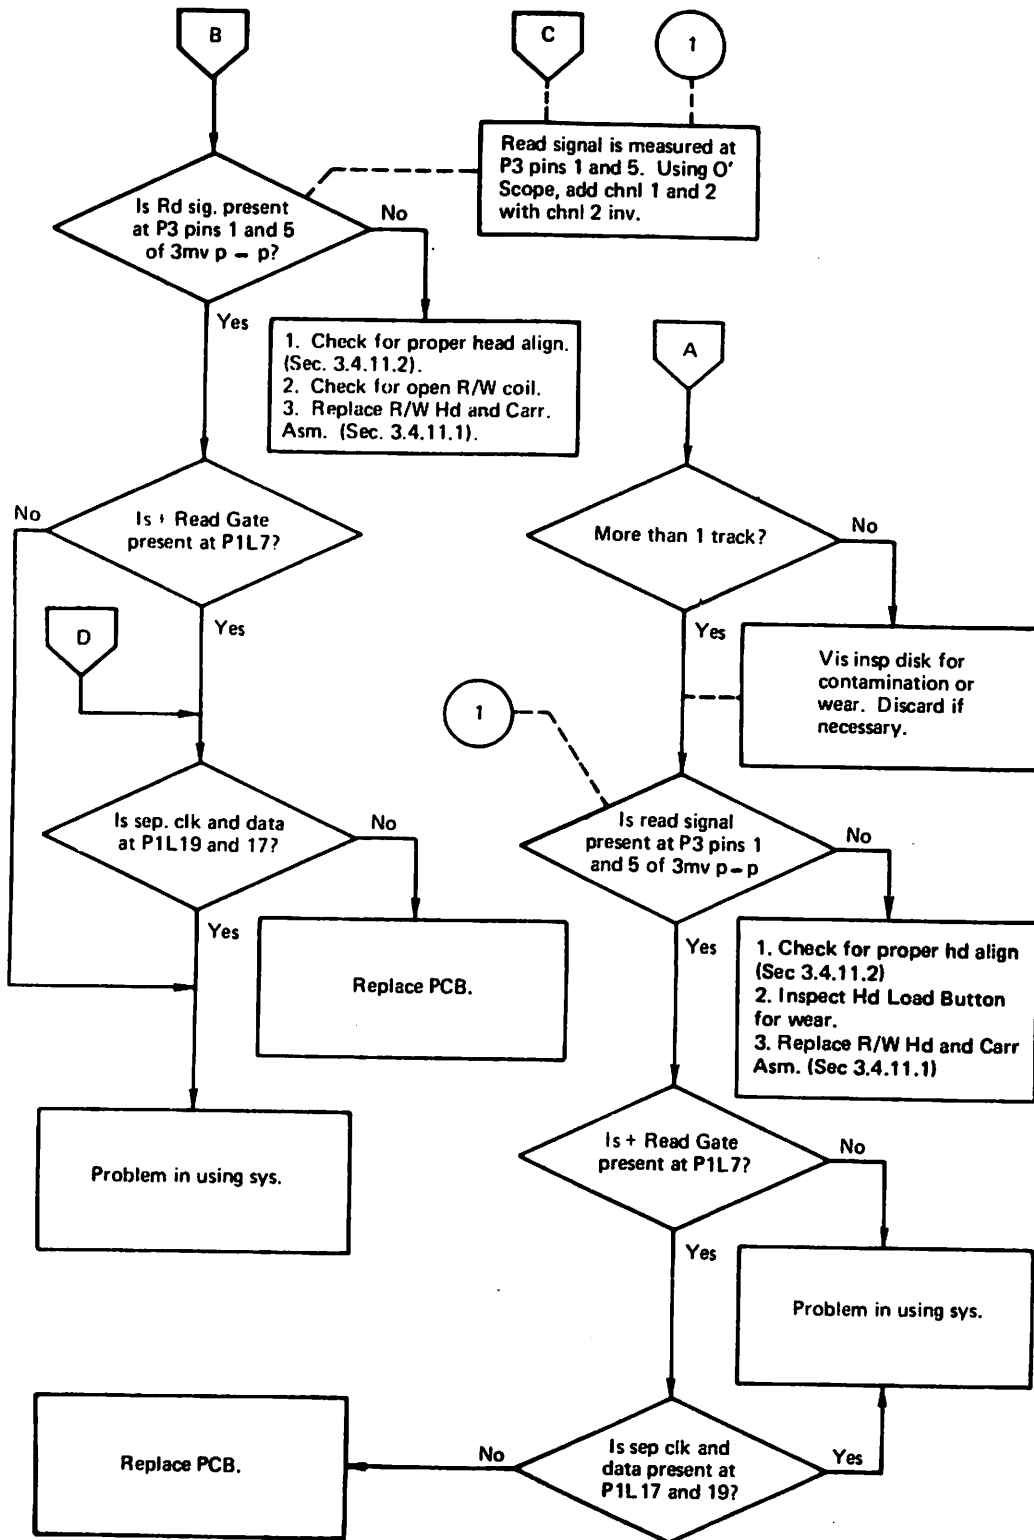 B
C
1
Read signal is measured at
P3 pins 1 and 5. Using O'
Scope, add chnl 1 and 2
with chnl 2 inv.
Is Rd sig. present
at P3 pins 1 and 5
of 3mv p – p?
No
Yes
1. Check for proper head align.
(Sec. 3.4.11.2).
2. Check for open R/W coil.
3. Replace R/W Hd and Carr.
Asm. (Sec. 3.4.11.1).
A
No
Is + Read Gate
present at P1L7?
Yes
More than 1 track?
No
Yes
D
Vis insp disk for
contamination or
wear. Discard if
necessary.
1
Is sep. clk and data
at P1L19 and 17?
No
Yes
Is read signal
present at P3 pins 1
and 5 of 3mv p–p
No
Yes
Replace PCB.
1. Check for proper hd align
(Sec 3.4.11.2)
2. Inspect Hd Load Button
for wear.
3. Replace R/W Hd and Carr
Asm. (Sec 3.4.11.1)
Problem in using sys.
Is + Read Gate
present at P1L7?
No
Yes
Problem in using sys.
Is sep clk and
data present at
P1L17 and 19?
No
Yes
Replace PCB.